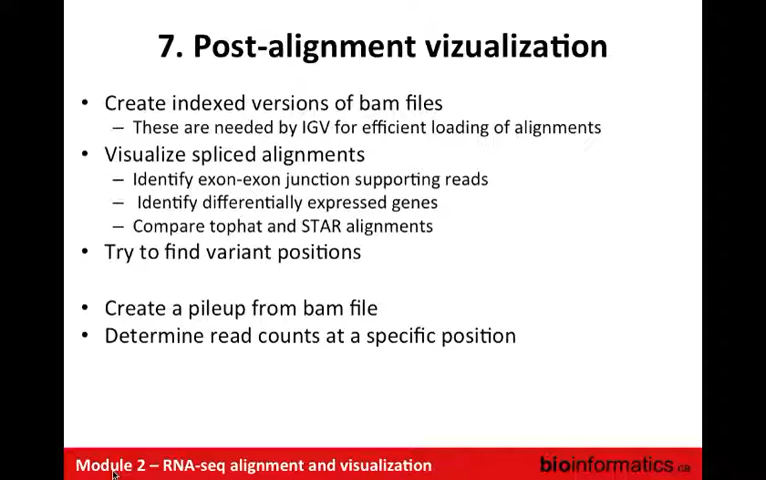 7. Post-alignment vizualization
• Create indexed versions of bam files
– These are needed by IGV for efficient loading of alignments
• Visualize spliced alignments
– Identify exon-exon junction supporting reads
– Identify differentially expressed genes
– Compare tophat and STAR alignments
• Try to find variant positions
• Create a pileup from bam file
• Determine read counts at a specific position
Module 2 – RNA-seq alignment and visualization
bioinformatics.ca